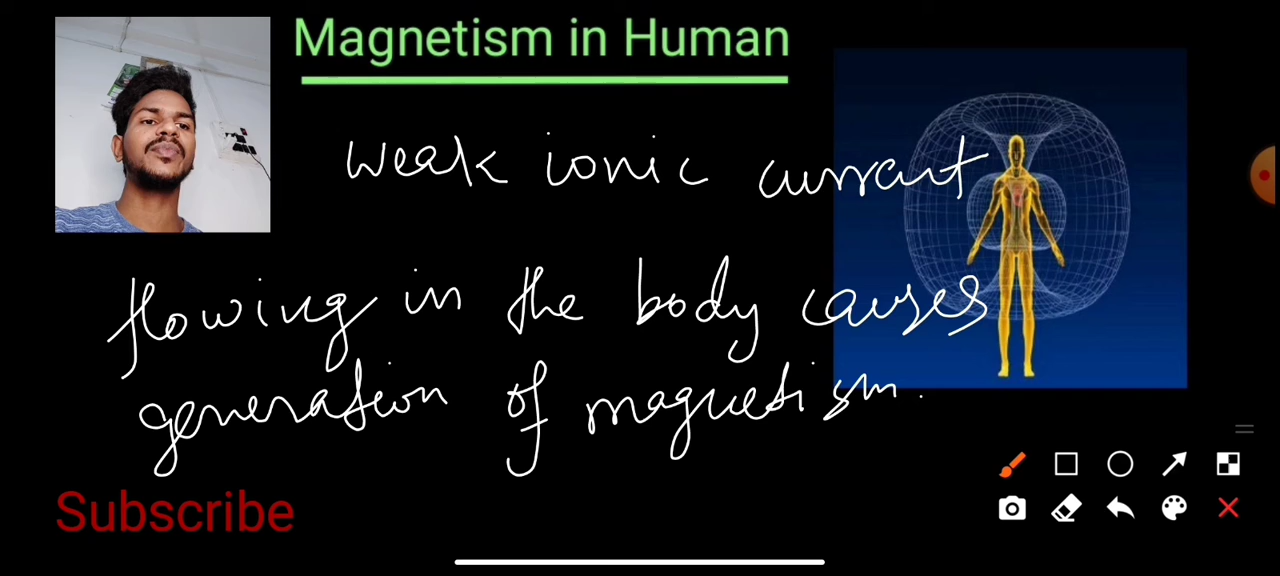 Magnetism in Human
weak ionic current
flowing in the body causes
generation of magnetism.
Subscribe